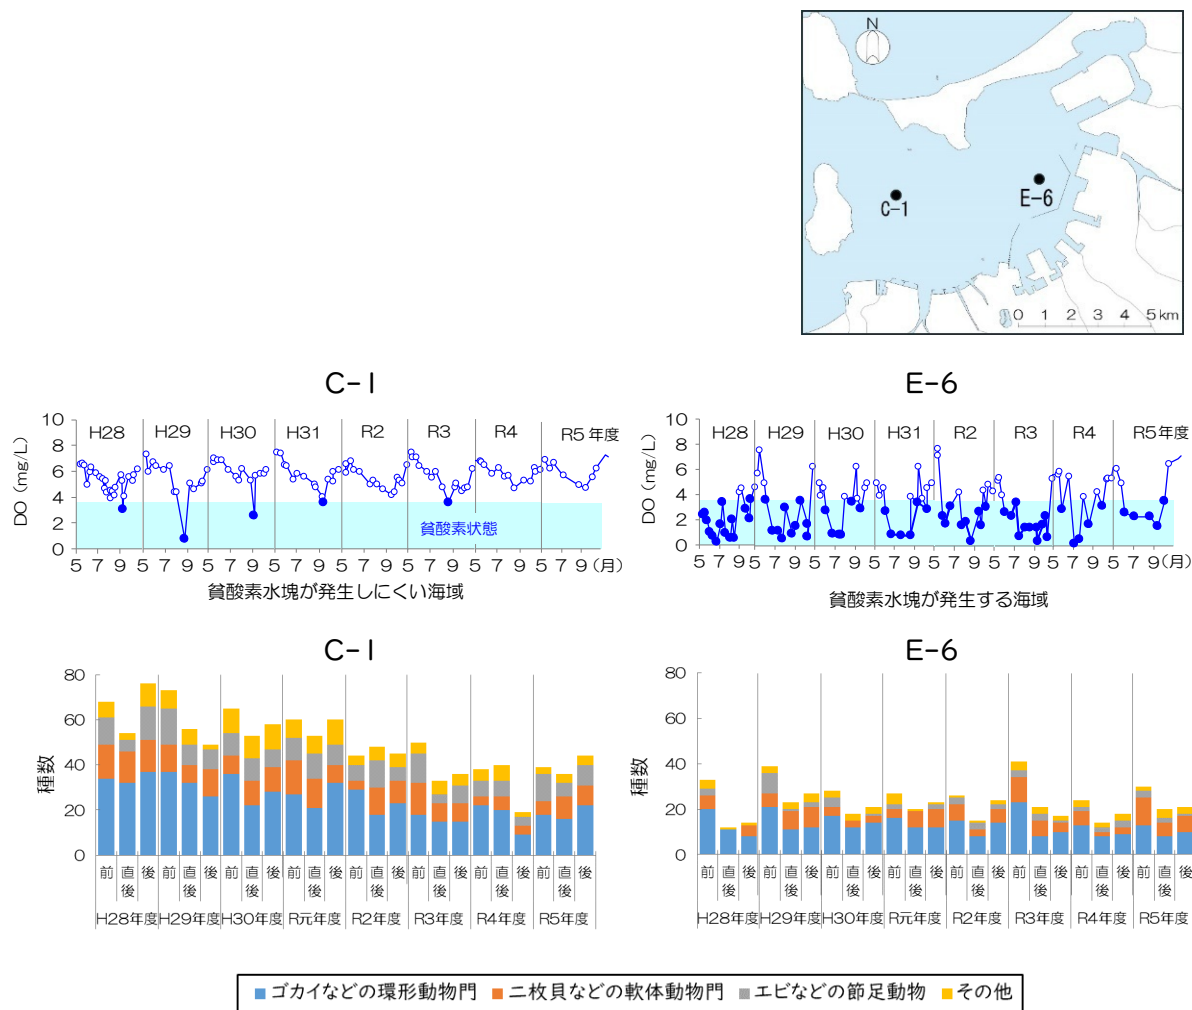 N
C-1
E-6
0 1 2 3 4 5km
C-1
E-6
DO (mg/L)
10
8
6
4
2
0
H28 H29 H30 H31 R2 R3 R4 R5年度
貧酸素状態
5 7 9 5 7 9 5 7 9 5 7 9 5 7 9 5 7 9 5 7 9 5 7 9(月)
貧酸素水塊が発生しにくい海域
DO (mg/L)
10
8
6
4
2
0
H28 H29 H30 H31 R2 R3 R4 R5年度
5 7 9 5 7 9 5 7 9 5 7 9 5 7 9 5 7 9 5 7 9 5 7 9(月)
貧酸素水塊が発生する海域
C-1
E-6
種数
80
60
40
20
0
前 直後 後 前 直後 後 前 直後 後 前 直後 後 前 直後 後 前 直後 後 前 直後 後 前 直後 後
H28年度 H29年度 H30年度 R元年度 R2年度 R3年度 R4年度 R5年度
種数
80
60
40
20
0
前 直後 後 前 直後 後 前 直後 後 前 直後 後 前 直後 後 前 直後 後 前 直後 後 前 直後 後
H28年度 H29年度 H30年度 R元年度 R2年度 R3年度 R4年度 R5年度
ゴカイなどの環形動物門 二枚貝などの軟体動物門 エビなどの節足動物 その他